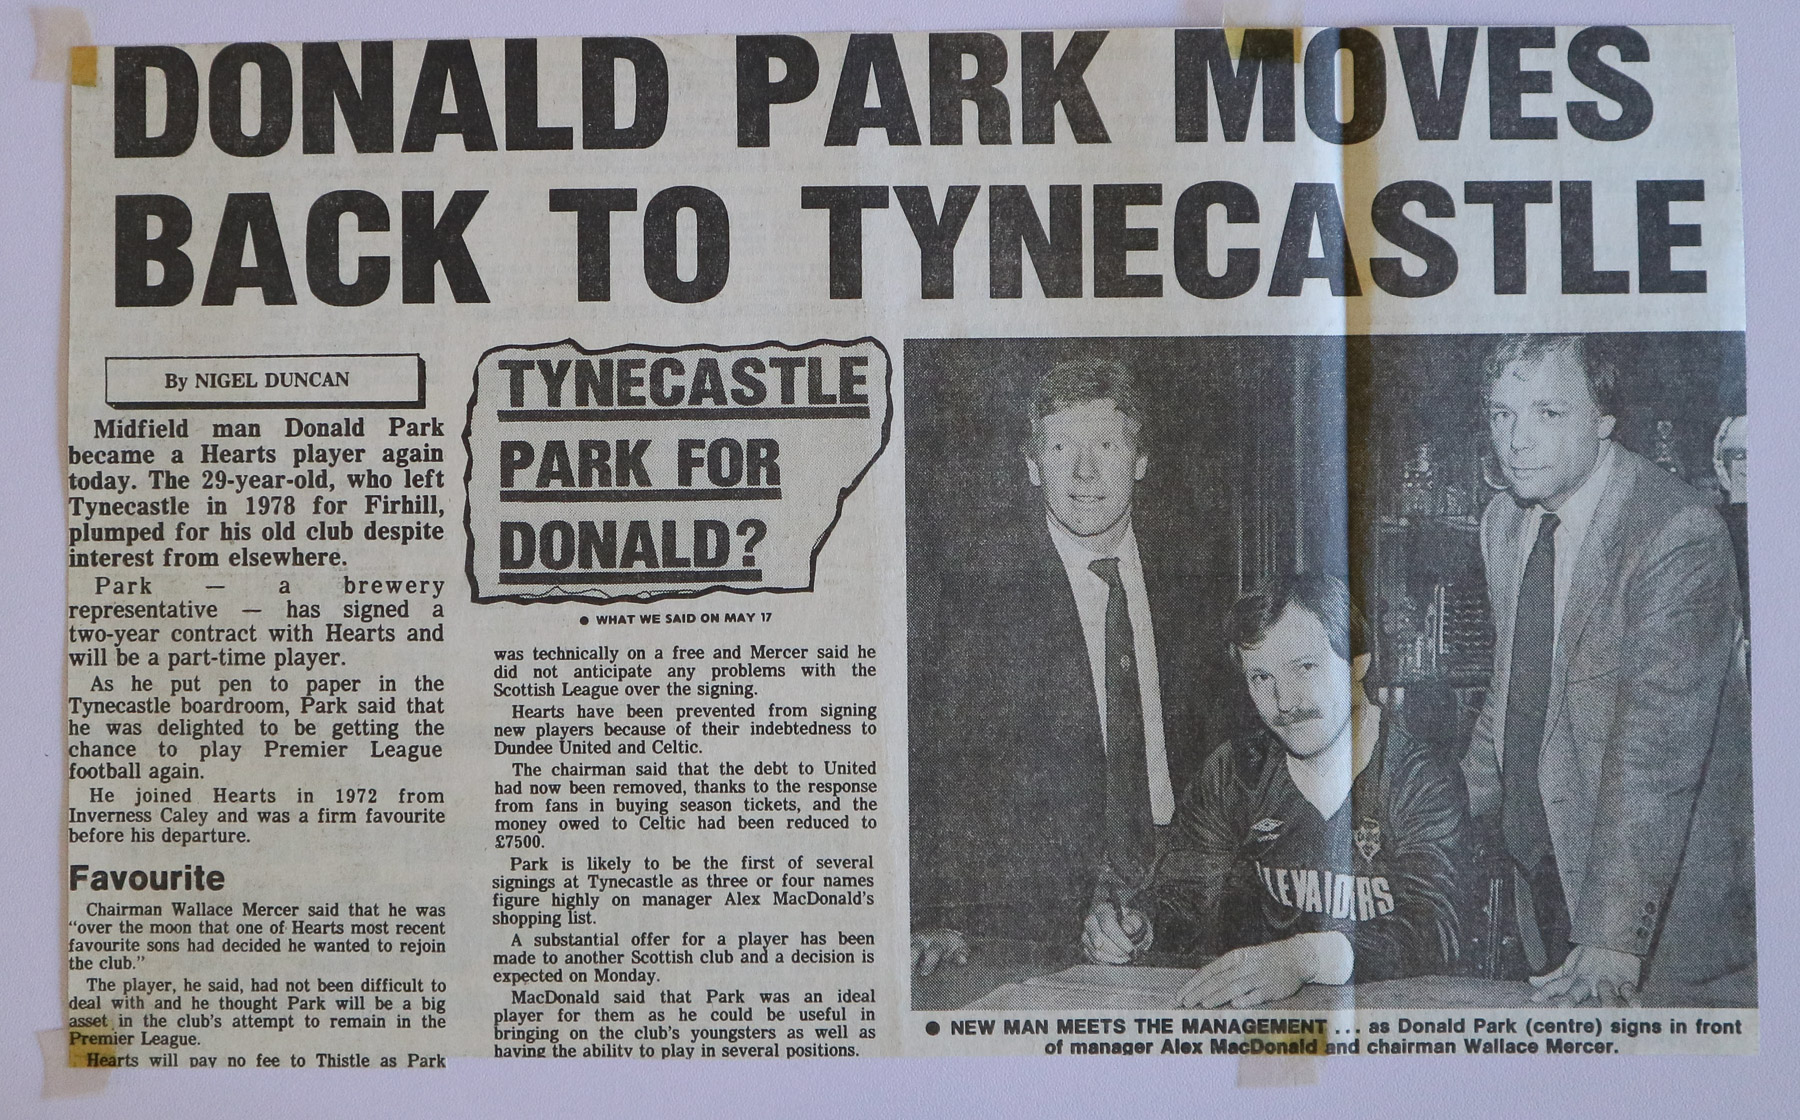 DONALD PARK MOVES
BACK TO TYNECASTLE
By NIGEL DUNCAN
Midfield man Donald Park
became a Hearts player again
today. The 29-year-old, who left
Tynecastle in 1978 for Firhill,
plumped for his old club despite
interest from elsewhere.
Park — a brewery
representative — has signed a
two-year contract with Hearts and
will be a part-time player.
As he put pen to paper in the
Tynecastle boardroom, Park said that
he was delighted to be getting the
chance to play Premier League
football again.
He joined Hearts in 1972 from
Inverness Caley and was a firm favourite
before his departure.
Favourite
Chairman Wallace Mercer said that he was
“over the moon that one of Hearts most recent
favourite sons had decided he wanted to rejoin
the club.”
The player, he said, had not been difficult to
deal with and he thought Park will be a big
asset in the club’s attempt to remain in the
Premier League.
Hearts will pay no fee to Thistle as Park
TYNECASTLE
PARK FOR
DONALD?
● WHAT WE SAID ON MAY 17
was technically on a free and Mercer said he
did not anticipate any problems with the
Scottish League over the signing.
Hearts have been prevented from signing
new players because of their indebtedness to
Dundee United and Celtic.
The chairman said that the debt to United
had now been removed, thanks to the response
from fans in buying season tickets, and the
money owed to Celtic had been reduced to
£7500.
Park is likely to be the first of several
signings at Tynecastle as three or four names
figure highly on manager Alex MacDonald’s
shopping list.
A substantial offer for a player has been
made to another Scottish club and a decision is
expected on Monday.
MacDonald said that Park was an ideal
player for them as he could be useful in
bringing on the club’s youngsters as well as
having the ability to play in several positions.
● NEW MAN MEETS THE MANAGEMENT . . . as Donald Park (centre) signs in front
of manager Alex MacDonald and chairman Wallace Mercer.